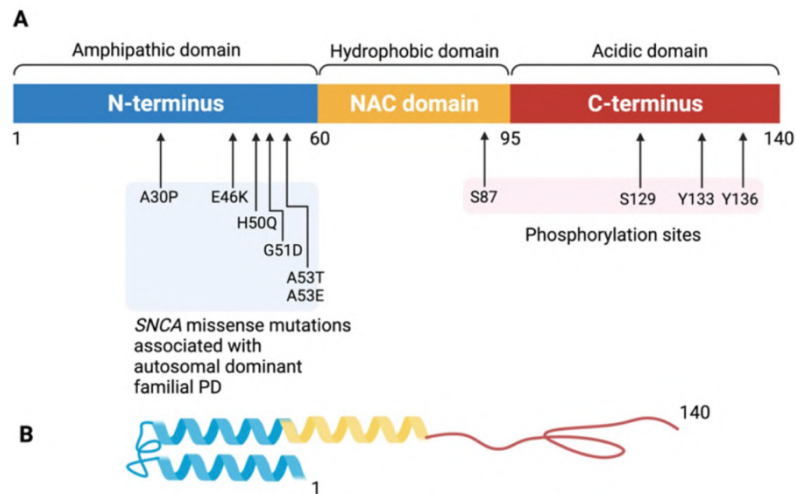 A
Amphipathic domain Hydrophobic domain Acidic domain
N-terminus NAC domain C-terminus
1 60 95 140
A30P E46K S87 S129 Y133 Y136
H50Q
Phosphorylation sites
G51D
A53T
A53E
SNCA missense mutations
associated with
autosomal dominant
familial PD
B
140
1